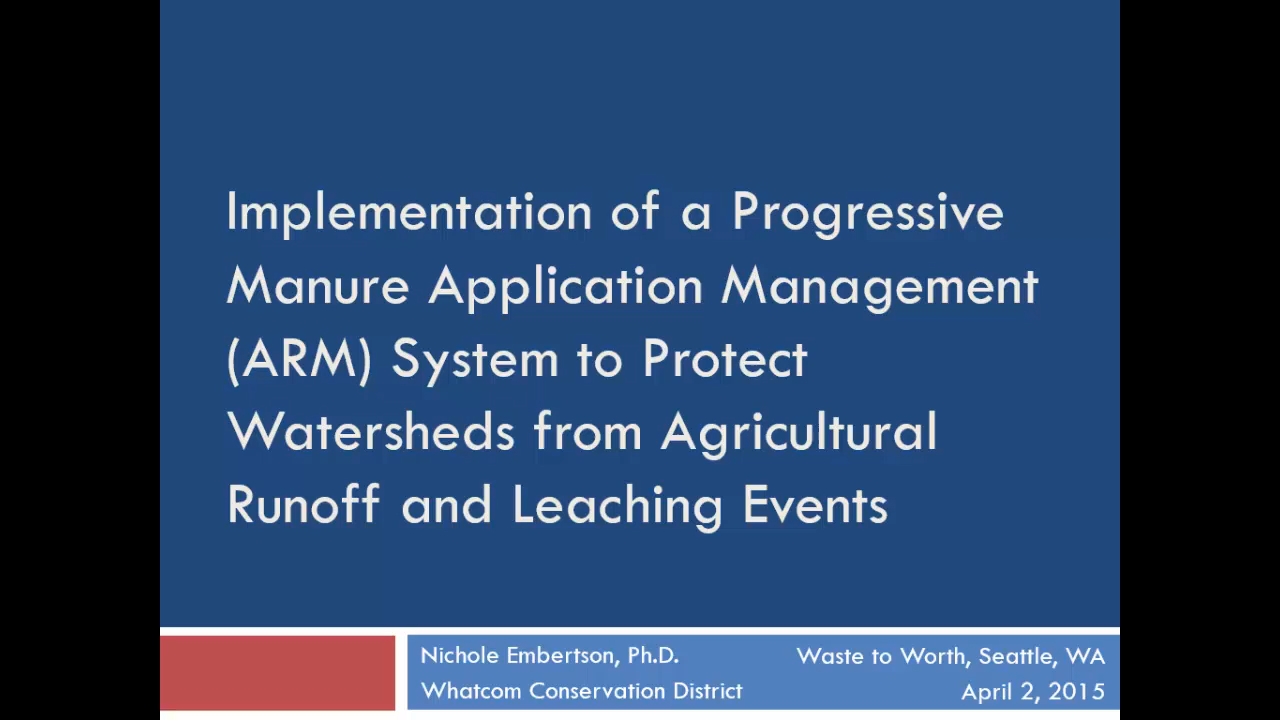 Implementation of a Progressive
Manure Application Management
(ARM) System to Protect
Watersheds from Agricultural
Runoff and Leaching Events
Nichole Embertson, Ph.D.
Whatcom Conservation District
Waste to Worth, Seattle, WA
April 2, 2015